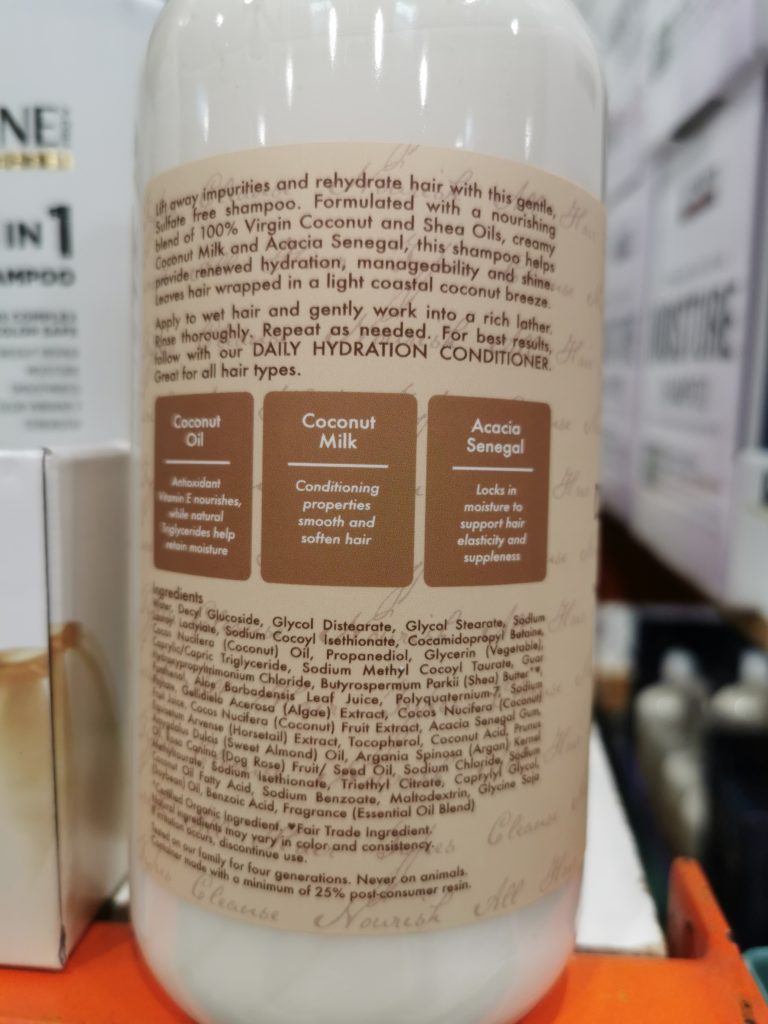 NE
IN 1
AMPOO
Lift away impurities and rehydrate hair with this gentle,
Sulfate free shampoo. Formulated with a nourishing
blend of 100% Virgin Coconut and Shea Oils, creamy
Coconut Milk and Acacia Senegal, this shampoo helps
provide renewed hydration, manageability and shine.
Leaves hair wrapped in a light coastal coconut breeze.
Apply to wet hair and gently work into a rich lather.
Rinse thoroughly. Repeat as needed. For best results,
follow with our DAILY HYDRATION CONDITIONER.
Great for all hair types.
Coconut
Oil
Antioxidant
Vitamin E nourishes,
while natural
Triglycerides help
retain moisture
Coconut
Milk
Conditioning
properties
smooth and
soften hair
Acacia
Senegal
Locks in
moisture to
support hair
elasticity and
suppleness
Ingredients
Water, Decyl Glucoside, Glycol Distearate, Glycol Stearate, Sodium
Lauroyl Lactylate, Sodium Cocoyl Isethionate, Cocamidopropyl Betaine,
Cocos Nucifera (Coconut) Oil, Propanediol, Glycerin (Vegetable),
Caprylic/Capric Triglyceride, Sodium Methyl Cocoyl Taurate, Guar
Hydroxypropyltrimonium Chloride, Butyrospermum Parkii (Shea) Butter*♥,
Panthenol, Aloe Barbadensis Leaf Juice, Polyquaternium-7, Sodium
Phytate, Gelidiela Acerosa (Algae) Extract, Cocos Nucifera (Coconut)
Fruit Juice, Cocos Nucifera (Coconut) Fruit Extract, Acacia Senegal Gum,
Equisetum Arvense (Horsetail) Extract, Tocopherol, Coconut Acid, Prunus
Amygdalus Dulcis (Sweet Almond) Oil, Argania Spinosa (Argan) Kernel
Oil, Rosa Canina (Dog Rose) Fruit/ Seed Oil, Sodium Chloride, Sodium
Methyltaurate, Sodium Isethionate, Triethyl Citrate, Caprylyl Glycol,
Coconut Oil Fatty Acid, Sodium Benzoate, Maltodextrin, Glycine Soja
(Soybean) Oil, Benzoic Acid, Fragrance (Essential Oil Blend)
*Certified Organic Ingredient, ♥Fair Trade Ingredient.
Natural ingredients may vary in color and consistency.
If irritation occurs, discontinue use.
Tested on our family for four generations. Never on animals.
Container made with a minimum of 25% post-consumer resin.
Cleanse Nourish All
MOISTURE